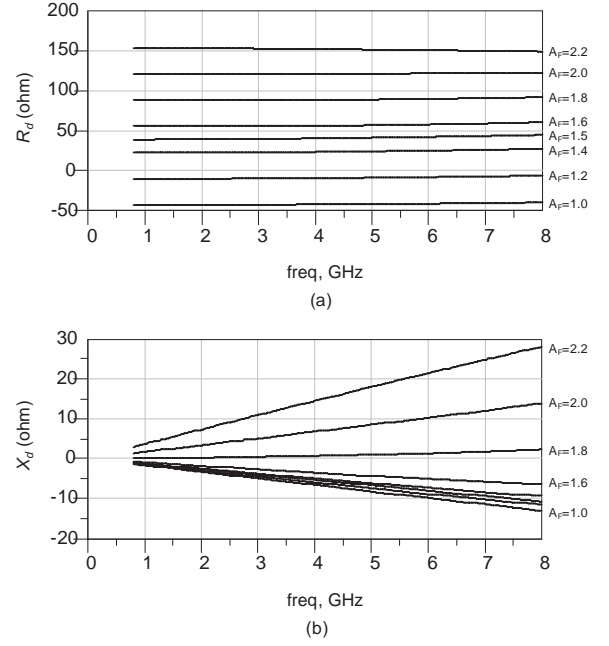 200
150
100
50
0
-50
R_d (ohm)
A_F=2.2
A_F=2.0
A_F=1.8
A_F=1.6
A_F=1.5
A_F=1.4
A_F=1.2
A_F=1.0
0 1 2 3 4 5 6 7 8
freq, GHz
(a)
30
20
10
0
-10
-20
X_d (ohm)
A_F=2.2
A_F=2.0
A_F=1.8
A_F=1.6
A_F=1.0
0 1 2 3 4 5 6 7 8
freq, GHz
(b)